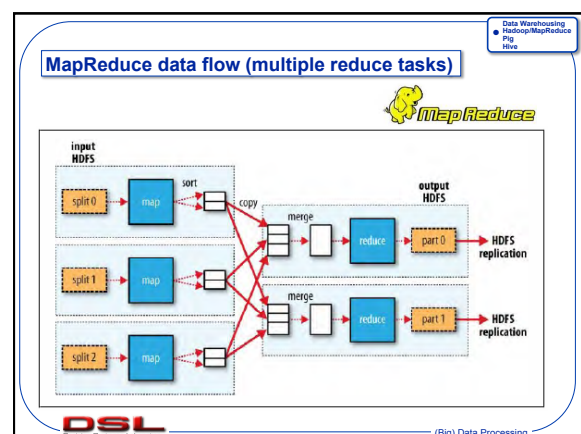 Data Warehousing
Hadoop/MapReduce
Pig
Hive
MapReduce data flow (multiple reduce tasks)
Map Reduce
input
HDFS
sort
copy
output
HDFS
split 0
map
merge
reduce
part 0
HDFS
replication
split 1
map
merge
reduce
part 1
HDFS
replication
split 2
map
DSL
(Big) Data Processing